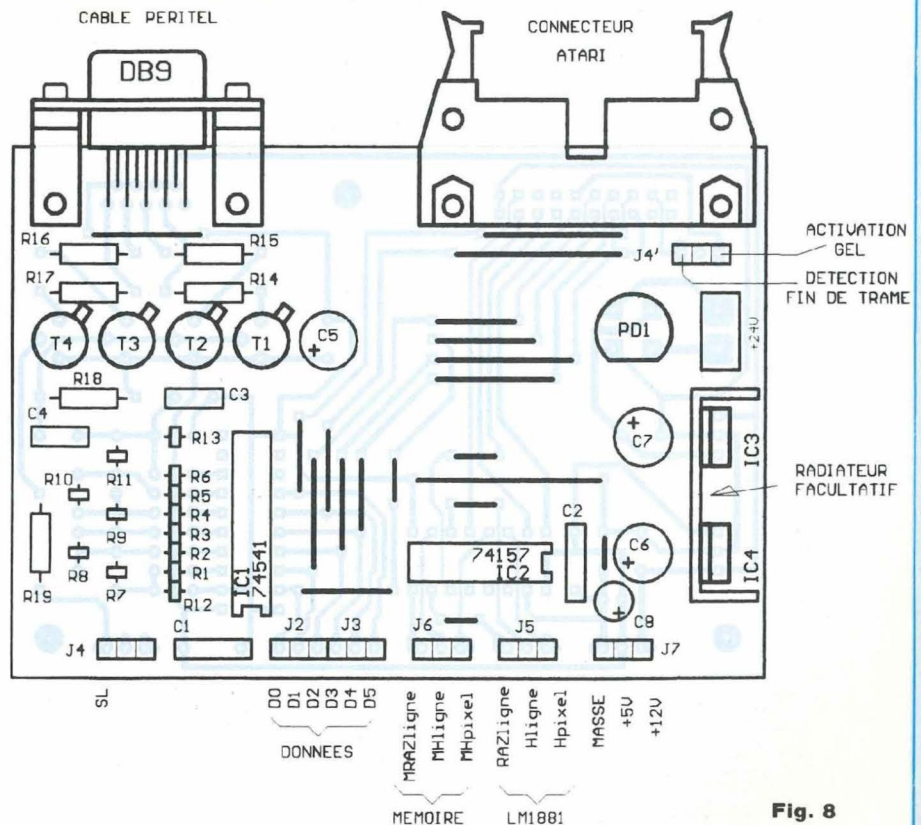 CABLE PERITEL
CONNECTEUR
ATARI
DB9
R16
R15
J4'
ACTIVATION
GEL
R17
R14
DETECTION
FIN DE TRAME
T4
T3
T2
T1
C5
+
PD1
+24V
R18
C4
C3
C7
+
R13
IC3
R11
R6
R10
R5
R4
RADIATEUR
FACULTATIF
R9
R3
C2
R2
74157
IC2
C6
+
R8
R1
IC1
74541
IC4
R19
R7
R12
C8
+
J4
C1
J2
J3
J6
J5
J7
SL
D0
D1
D2
D3
D4
D5
MRAZligne
MHligne
MHpixel
RAZligne
Hligne
Hpixel
MASSE
+5V
+12V
DONNEES
MEMOIRE
LM1881
Fig. 8